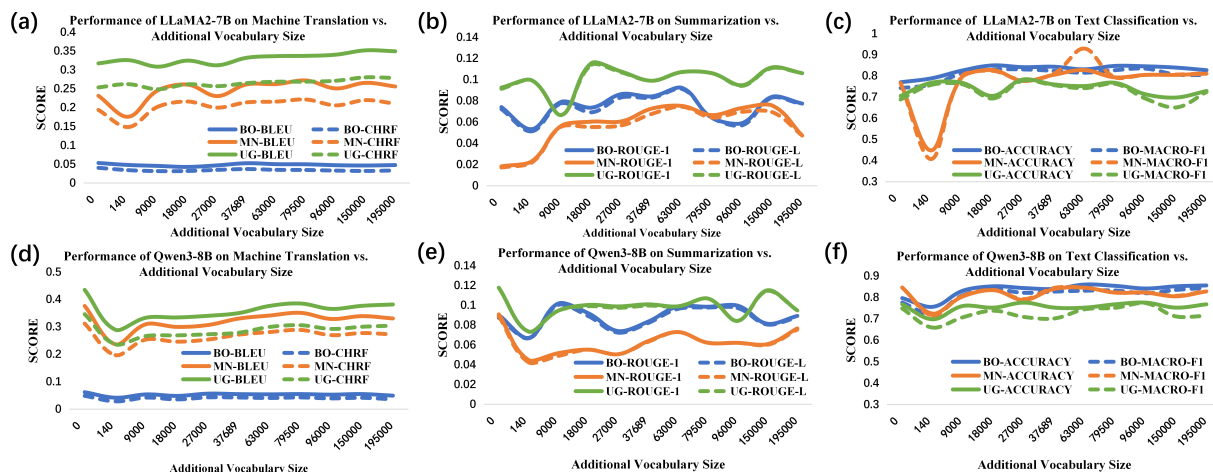 (a)
Performance of LLaMA2-7B on Machine Translation vs.
Additional Vocabulary Size
SCORE
0.4
0.35
0.3
0.25
0.2
0.15
0.1
0.05
0
BO-BLEU BO-CHRF
MN-BLEU MN-CHRF
UG-BLEU UG-CHRF
0 140 9000 18000 27000 37689 63000 79500 96000 150000 195000
Additional Vocabulary Size
(b)
Performance of LLaMA2-7B on Summarization vs.
Additional Vocabulary Size
SCORE
0.14
0.12
0.1
0.08
0.06
0.04
0.02
0
BO-ROUGE-1 BO-ROUGE-L
MN-ROUGE-1 MN-ROUGE-L
UG-ROUGE-1 UG-ROUGE-L
0 140 9000 18000 27000 37689 63000 79500 96000 150000 195000
Additional Vocabulary Size
(c)
Performance of LLaMA2-7B on Text Classification vs.
Additional Vocabulary Size
SCORE
1
0.9
0.8
0.7
0.6
0.5
0.4
0.3
BO-ACCURACY BO-MACRO-F1
MN-ACCURACY MN-MACRO-F1
UG-ACCURACY UG-MACRO-F1
0 140 9000 18000 27000 37689 63000 79500 96000 150000 195000
Additional Vocabulary Size
(d)
Performance of Qwen3-8B on Machine Translation vs.
Additional Vocabulary Size
SCORE
0.5
0.4
0.3
0.2
0.1
0
BO-BLEU BO-CHRF
MN-BLEU MN-CHRF
UG-BLEU UG-CHRF
0 140 9000 18000 27000 37689 63000 79500 96000 150000 195000
Additional Vocabulary Size
(e)
Performance of Qwen3-8B on Summarization vs.
Additional Vocabulary Size
SCORE
0.14
0.12
0.1
0.08
0.06
0.04
0.02
0
BO-ROUGE-1 BO-ROUGE-L
MN-ROUGE-1 MN-ROUGE-L
UG-ROUGE-1 UG-ROUGE-L
0 140 9000 18000 27000 37689 63000 79500 96000 150000 195000
Additional Vocabulary Size
(f)
Performance of Qwen3-8B on Text Classification vs.
Additional Vocabulary Size
SCORE
0.9
0.8
0.7
0.6
0.5
0.4
0.3
BO-ACCURACY BO-MACRO-F1
MN-ACCURACY MN-MACRO-F1
UG-ACCURACY UG-MACRO-F1
0 140 9000 18000 27000 37689 63000 79500 96000 150000 195000
Additional Vocabulary Size